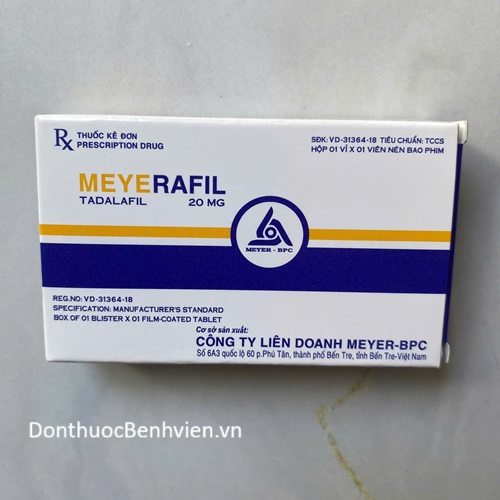 Rx THUỐC KÊ ĐƠN
PRESCRIPTION DRUG
SĐK: VD-31364-18 TIÊU CHUẨN: TCCS
HỘP 01 VỈ X 01 VIÊN NÉN BAO PHIM
MEYERAFIL
TADALAFIL 20 MG
MEYER - BPC
REG.NO: VD-31364-18
SPECIFICATION: MANUFACTURER'S STANDARD
BOX OF 01 BLISTER X 01 FILM-COATED TABLET
Cơ sở sản xuất:
CÔNG TY LIÊN DOANH MEYER-BPC
Số 6A3 quốc lộ 60 p.Phú Tân, thành phố Bến Tre, tỉnh Bến Tre-Việt Nam
DonthuocBenhvien.vn